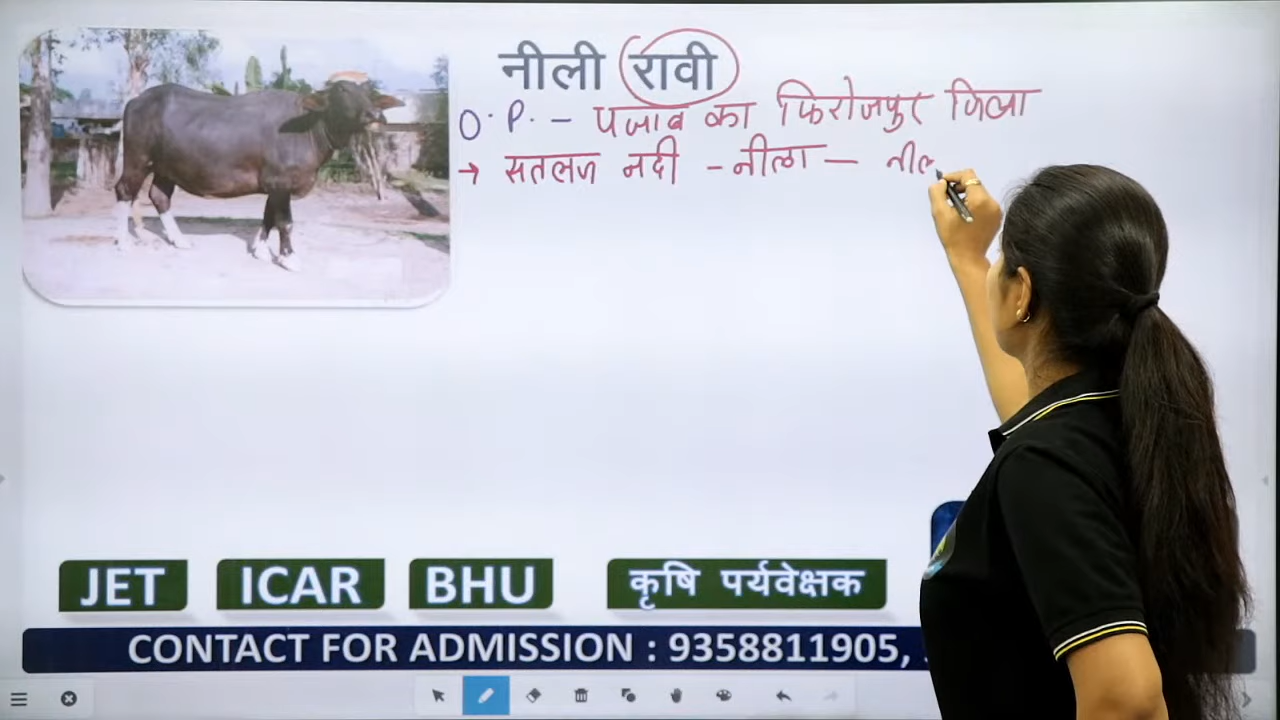 नीली रावी
O.P. – पंजाब का फिरोजपुर जिला
→ सतलज नदी – नीला – नील
JET
ICAR
BHU
कृषि पर्यवेक्षक
CONTACT FOR ADMISSION : 9358811905,